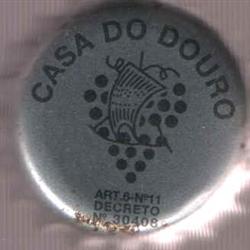 CASA DO DOURO
ART.6-Nº11
DECRETO
Nº 30408